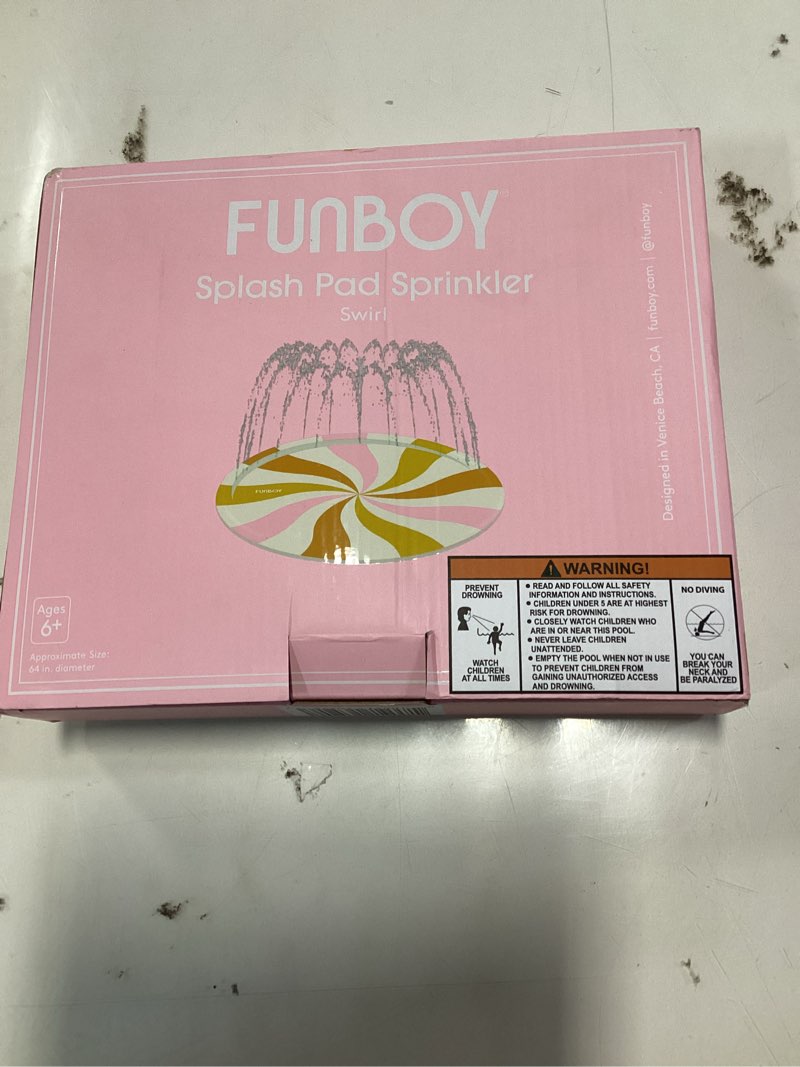 FUNBOY
Splash Pad Sprinkler
Swirl
Designed in Venice Beach, CA | funboy.com | @funboy
FUNBOY
Ages
6+
Approximate Size:
64 in. diameter
WARNING!
PREVENT
DROWNING
WATCH
CHILDREN
AT ALL TIMES
• READ AND FOLLOW ALL SAFETY
INFORMATION AND INSTRUCTIONS.
• CHILDREN UNDER 5 ARE AT HIGHEST
RISK FOR DROWNING.
• CLOSELY WATCH CHILDREN WHO
ARE IN OR NEAR THIS POOL.
• NEVER LEAVE CHILDREN
UNATTENDED.
• EMPTY THE POOL WHEN NOT IN USE
TO PREVENT CHILDREN FROM
GAINING UNAUTHORIZED ACCESS
AND DROWNING.
NO DIVING
YOU CAN
BREAK YOUR
NECK AND
BE PARALYZED